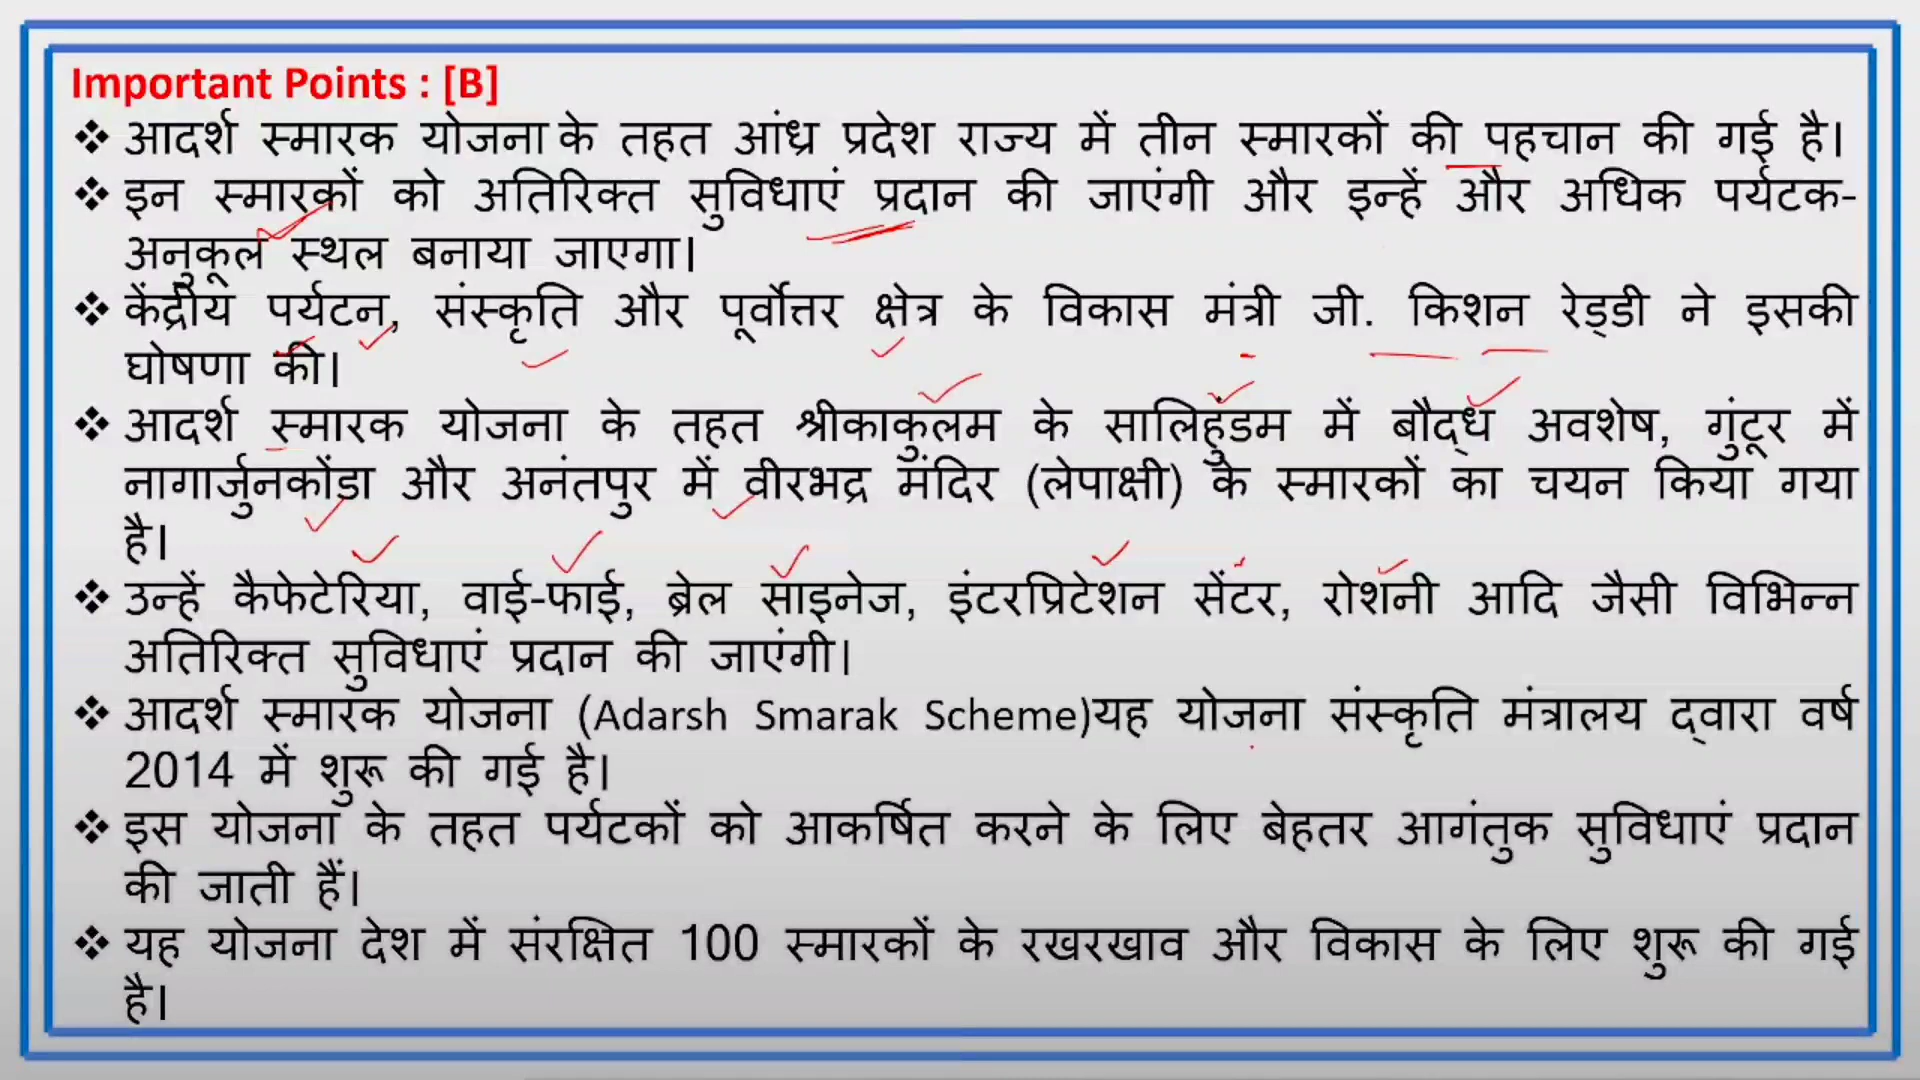 Important Points : [B]
❖ आदर्श स्मारक योजना के तहत आंध्र प्रदेश राज्य में तीन स्मारकों की पहचान की गई है।
❖ इन स्मारकों को अतिरिक्त सुविधाएं प्रदान की जाएंगी और इन्हें और अधिक पर्यटक-
अनुकूल स्थल बनाया जाएगा।
❖ केंद्रीय पर्यटन, संस्कृति और पूर्वोत्तर क्षेत्र के विकास मंत्री जी. किशन रेड्डी ने इसकी
घोषणा की।
❖ आदर्श स्मारक योजना के तहत श्रीकाकुलम के सालिहुंडम में बौद्ध अवशेष, गुंटूर में
नागार्जुनकोंडा और अनंतपुर में वीरभद्र मंदिर (लेपाक्षी) के स्मारकों का चयन किया गया
है।
❖ उन्हें कैफेटेरिया, वाई-फाई, ब्रेल साइनेज, इंटरप्रिटेशन सेंटर, रोशनी आदि जैसी विभिन्न
अतिरिक्त सुविधाएं प्रदान की जाएंगी।
❖ आदर्श स्मारक योजना (Adarsh Smarak Scheme)यह योजना संस्कृति मंत्रालय द्वारा वर्ष
2014 में शुरू की गई है।
❖ इस योजना के तहत पर्यटकों को आकर्षित करने के लिए बेहतर आगंतुक सुविधाएं प्रदान
की जाती हैं।
❖ यह योजना देश में संरक्षित 100 स्मारकों के रखरखाव और विकास के लिए शुरू की गई
है।